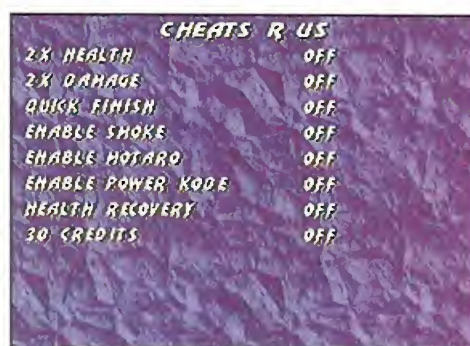 CHEATS R US
2X HEALTH OFF
2X DAMAGE OFF
QUICK FINISH OFF
ENABLE SMOKE OFF
ENABLE MOTARO OFF
ENABLE POWER KODE OFF
HEALTH RECOVERY OFF
30 CREDITS OFF